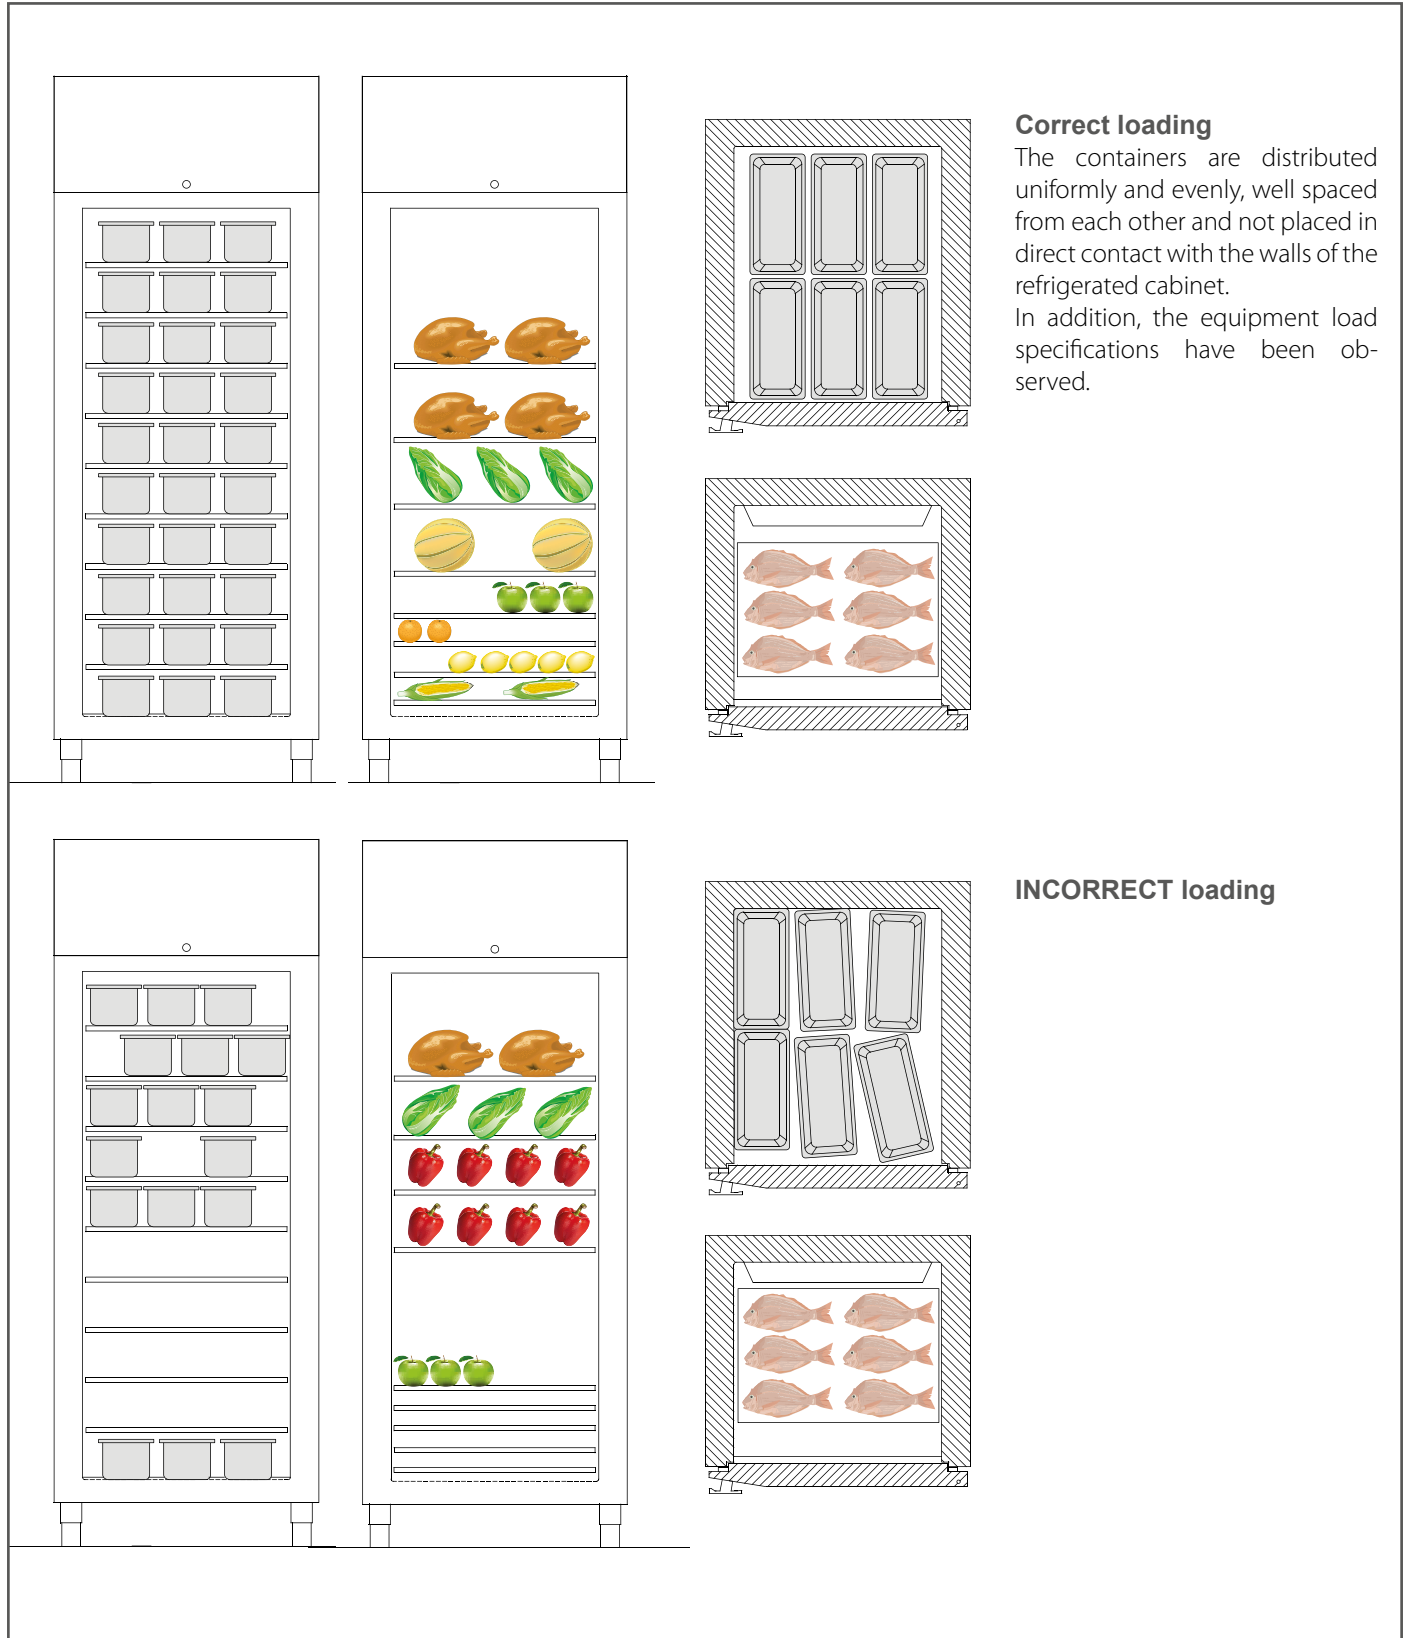 Correct loading
The containers are distributed
uniformly and evenly, well spaced
from each other and not placed in
direct contact with the walls of the
refrigerated cabinet.
In addition, the equipment load
specifications have been ob-
served.
INCORRECT loading